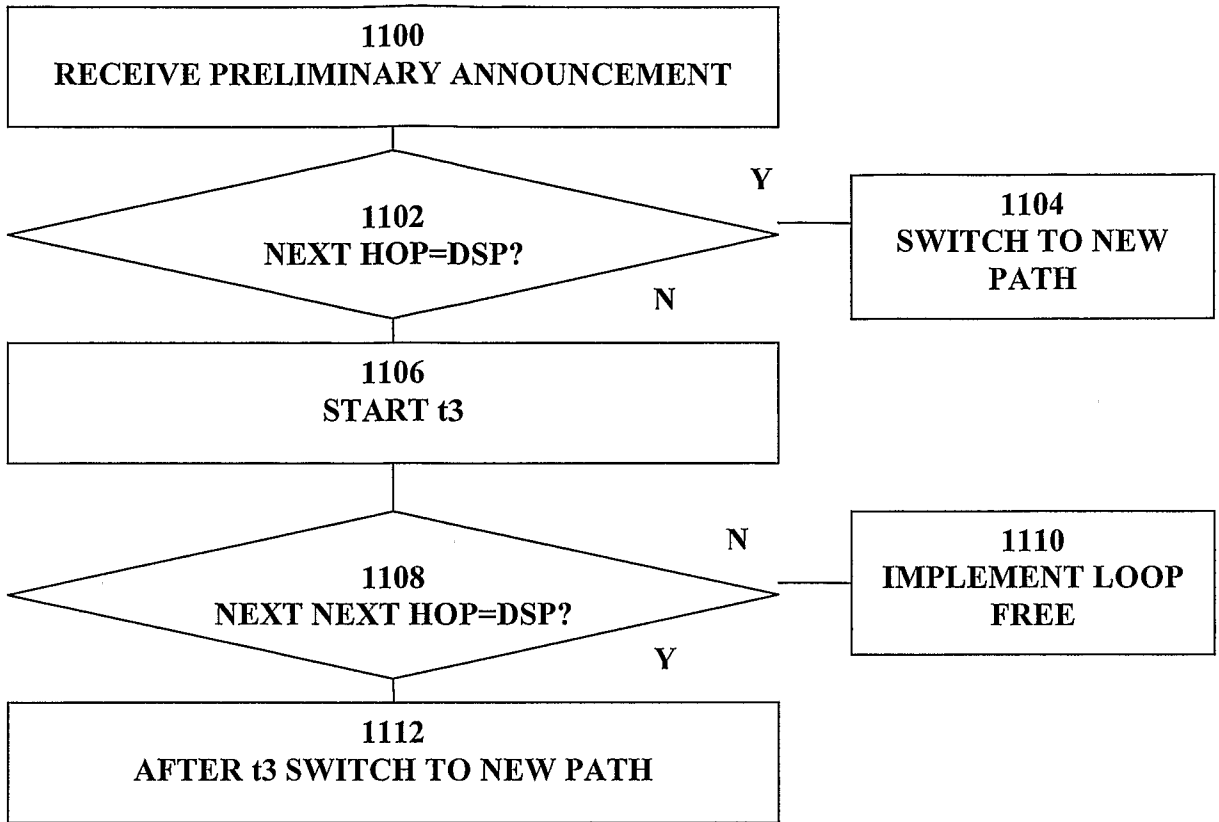 1100
RECEIVE PRELIMINARY ANNOUNCEMENT
Y
1102
NEXT HOP=DSP?
1104
SWITCH TO NEW
PATH
N
1106
START t3
N
1108
NEXT NEXT HOP=DSP?
1110
IMPLEMENT LOOP
FREE
Y
1112
AFTER t3 SWITCH TO NEW PATH